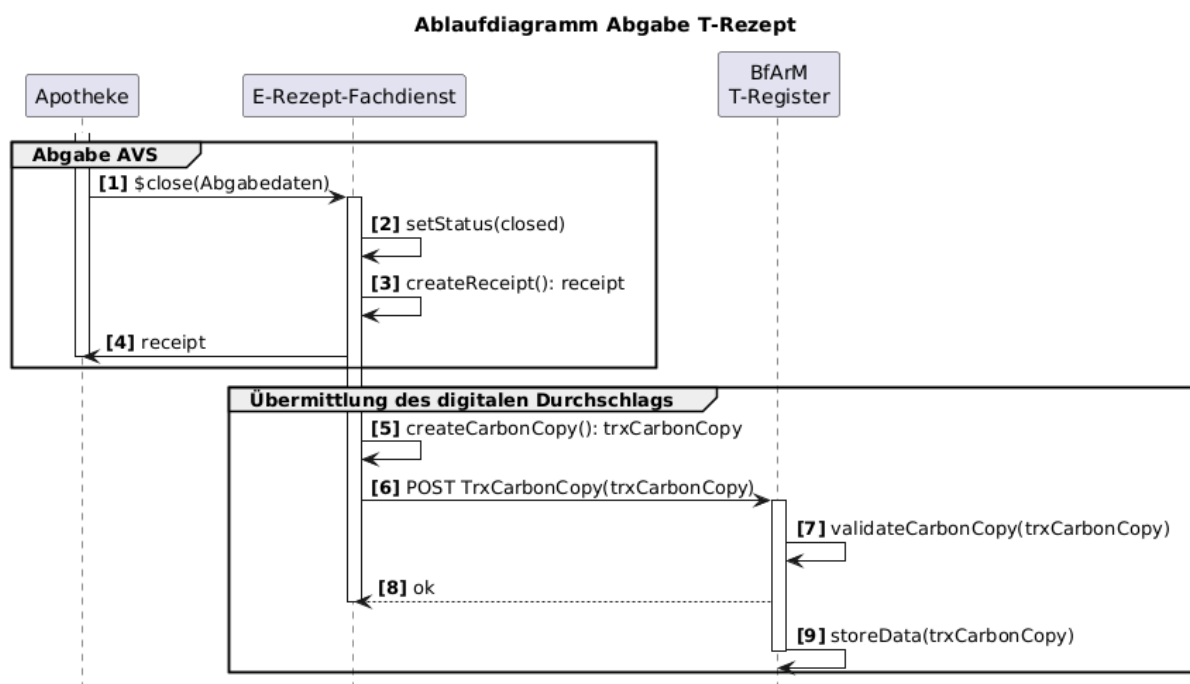 Ablaufdiagramm Abgabe T-Rezept
Apotheke
E-Rezept-Fachdienst
BfArM
T-Register
Abgabe AVS
[1] $close(Abgabedaten)
[2] setStatus(closed)
[3] createReceipt(): receipt
[4] receipt
Übermittlung des digitalen Durchschlags
[5] createCarbonCopy(): trxCarbonCopy
[6] POST TrxCarbonCopy(trxCarbonCopy)
[7] validateCarbonCopy(trxCarbonCopy)
[8] ok
[9] storeData(trxCarbonCopy)